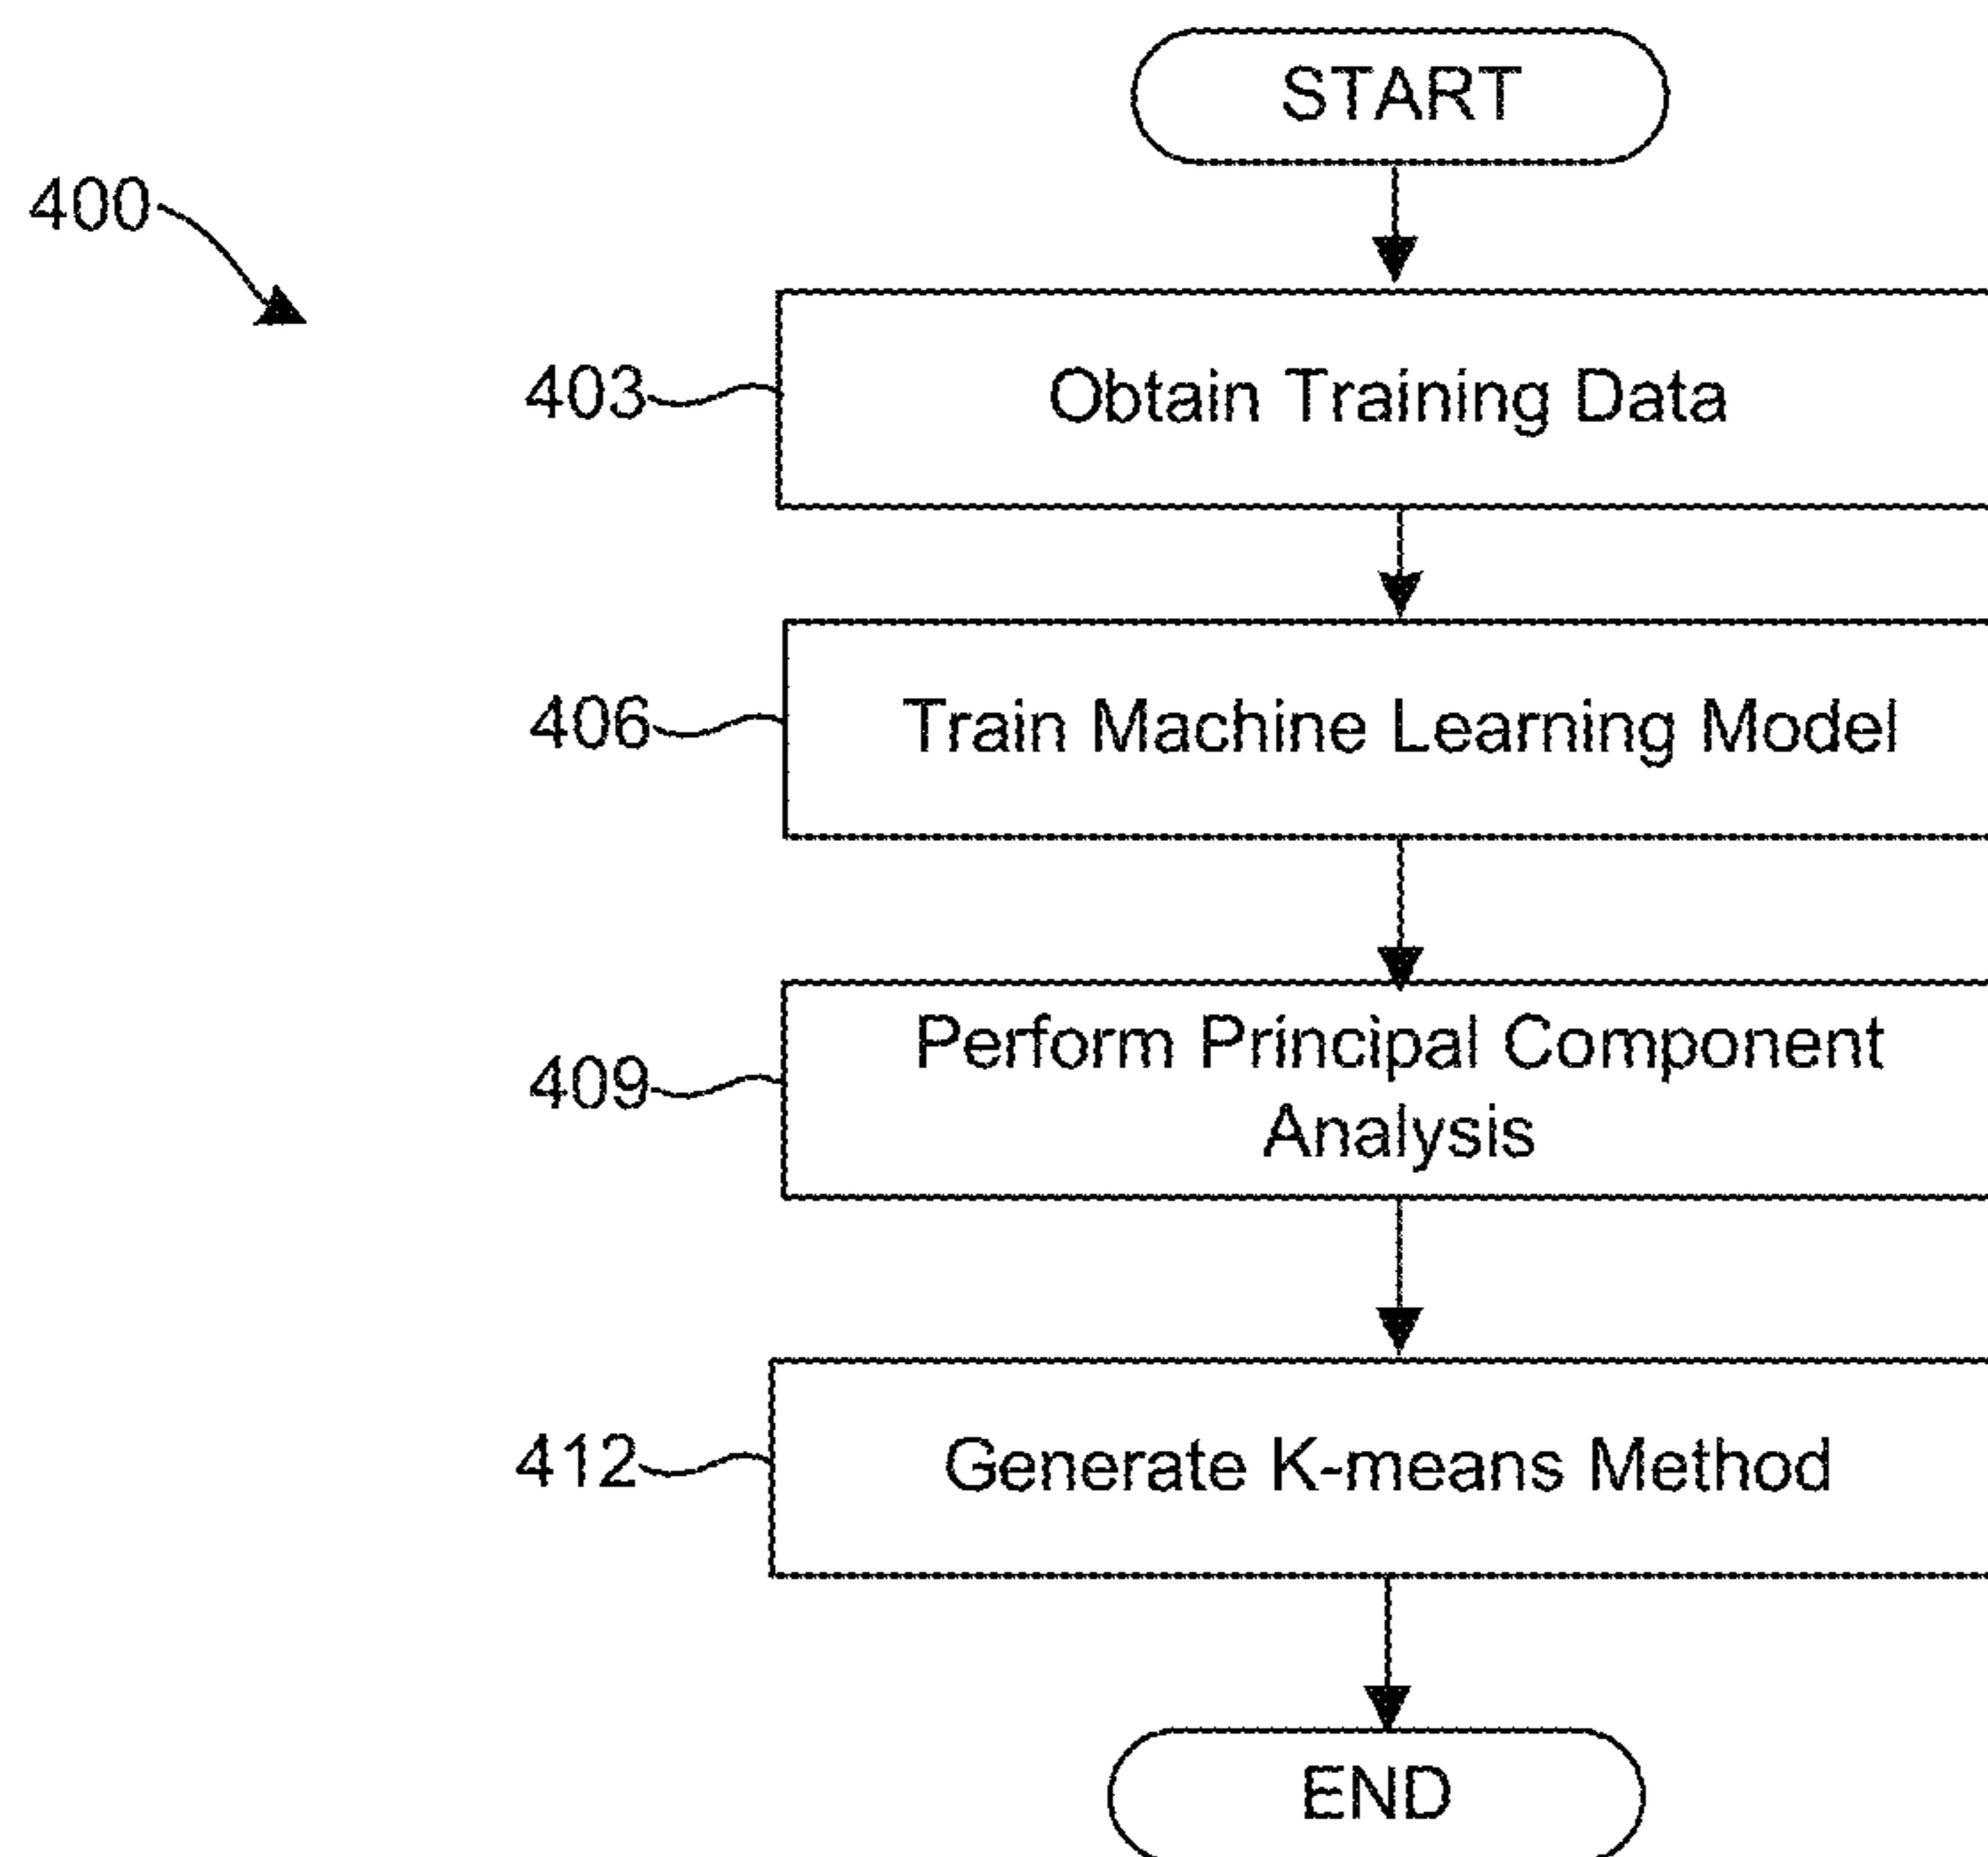 START
400
403
Obtain Training Data
406
Train Machine Learning Model
409
Perform Principal Component
Analysis
412
Generate K-means Method
END